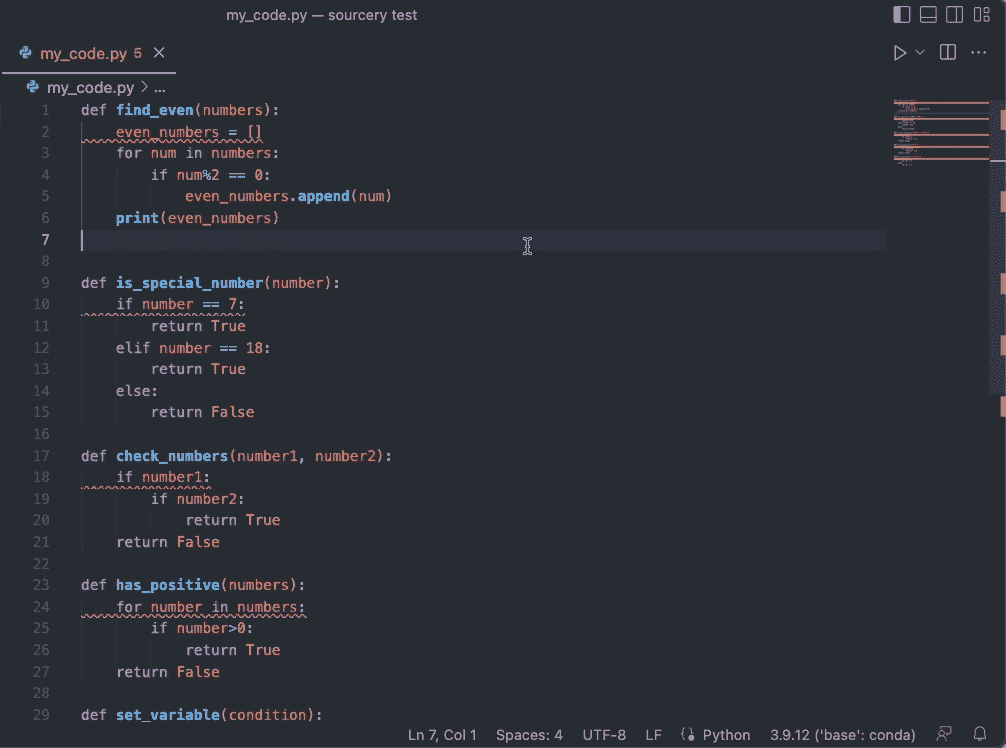 my_code.py — sourcery test
my_code.py 5
my_code.py > ...
1 def find_even(numbers):
2     even_numbers = []
3     for num in numbers:
4         if num%2 == 0:
5             even_numbers.append(num)
6     print(even_numbers)
7
8
9 def is_special_number(number):
10     if number == 7:
11         return True
12     elif number == 18:
13         return True
14     else:
15         return False
16
17 def check_numbers(number1, number2):
18     if number1:
19         if number2:
20             return True
21     return False
22
23 def has_positive(numbers):
24     for number in numbers:
25         if number>0:
26             return True
27     return False
28
29 def set_variable(condition):
Ln 7, Col 1 Spaces: 4 UTF-8 LF Python 3.9.12 ('base': conda)